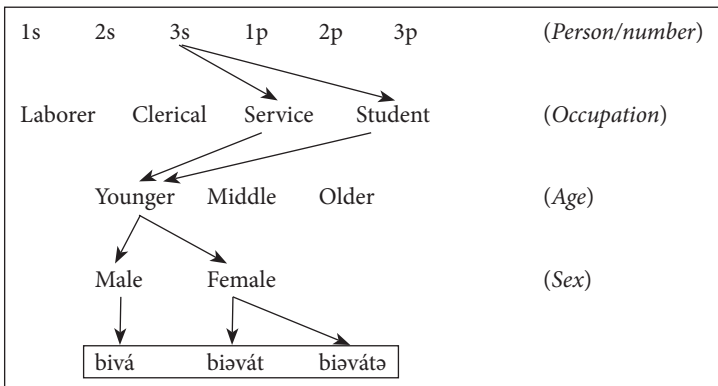 1s 2s 3s 1p 2p 3p (Person/number)
Laborer Clerical Service Student (Occupation)
Younger Middle Older (Age)
Male Female (Sex)
bivá biəvát biəvátə